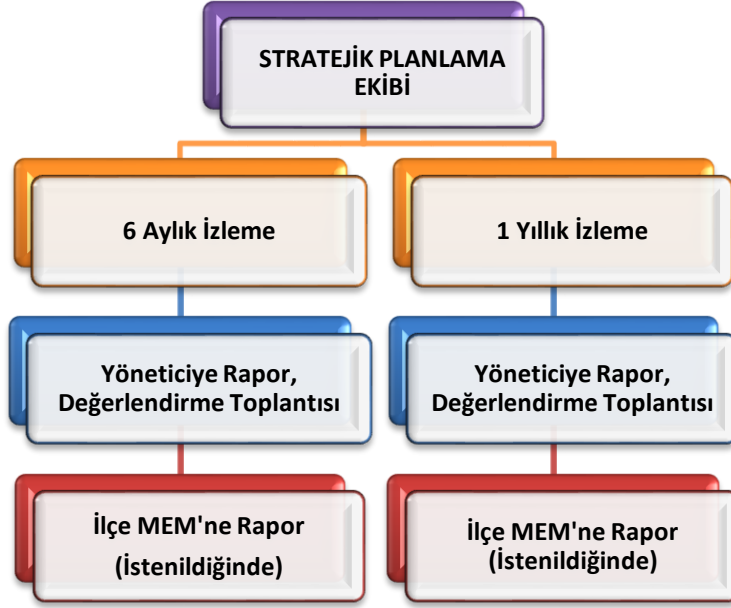 STRATEJİK PLANLAMA
EKİBİ
6 Aylık İzleme
1 Yıllık İzleme
Yöneticiye Rapor,
Değerlendirme Toplantısı
Yöneticiye Rapor,
Değerlendirme Toplantısı
İlçe MEM'ne Rapor
(İstenildiğinde)
İlçe MEM'ne Rapor
(İstenildiğinde)